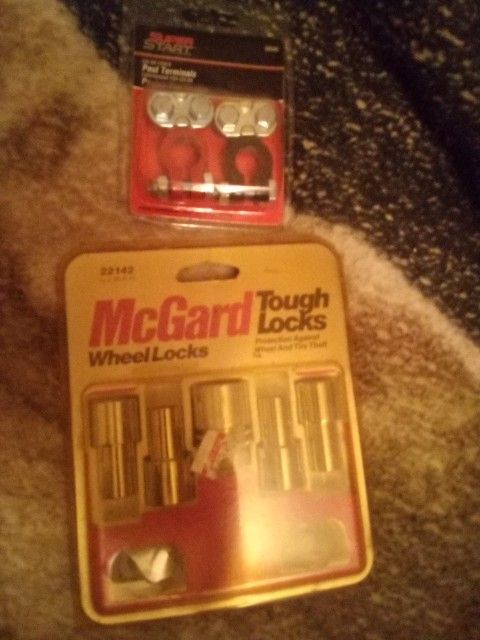 SUPER
START
Post Terminals
22142
McGard Tough
Wheel Locks Locks
Protection Against
Wheel And Tire Theft